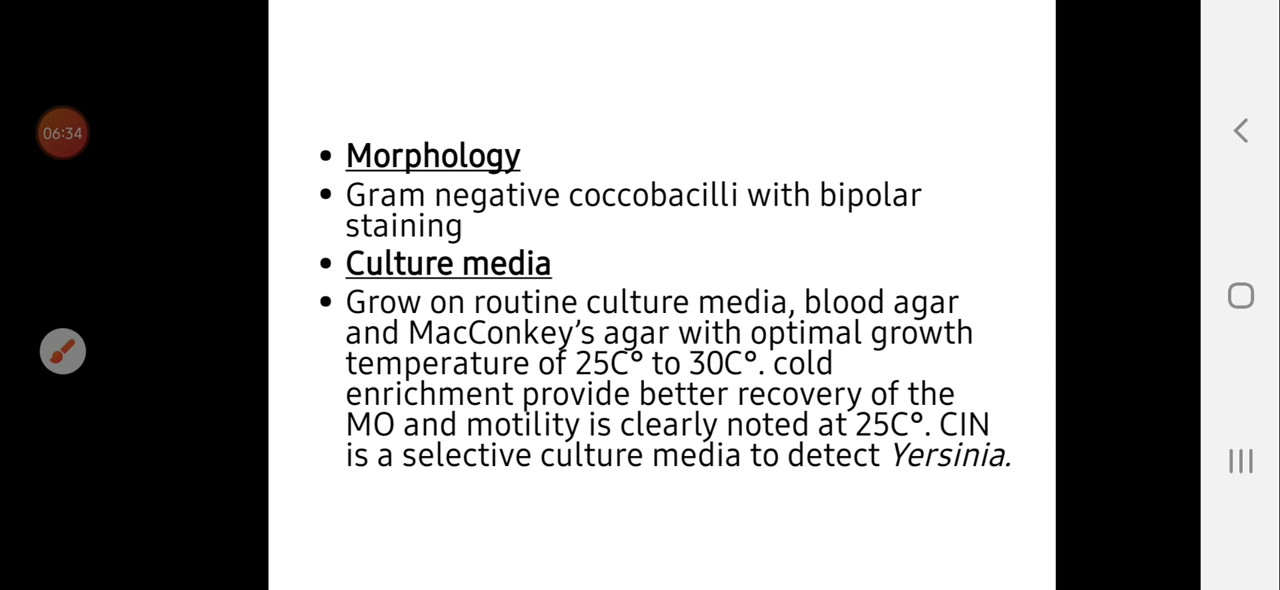 06:34
• Morphology
• Gram negative coccobacilli with bipolar
staining
• Culture media
• Grow on routine culture media, blood agar
and MacConkey’s agar with optimal growth
temperature of 25C° to 30C°. cold
enrichment provide better recovery of the
MO and motility is clearly noted at 25C°. CIN
is a selective culture media to detect Yersinia.